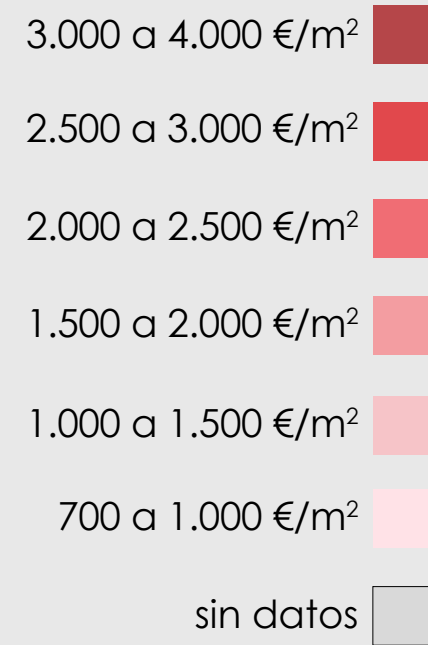 3.000 a 4.000 €/m²
2.500 a 3.000 €/m²
2.000 a 2.500 €/m²
1.500 a 2.000 €/m²
1.000 a 1.500 €/m²
700 a 1.000 €/m²
sin datos